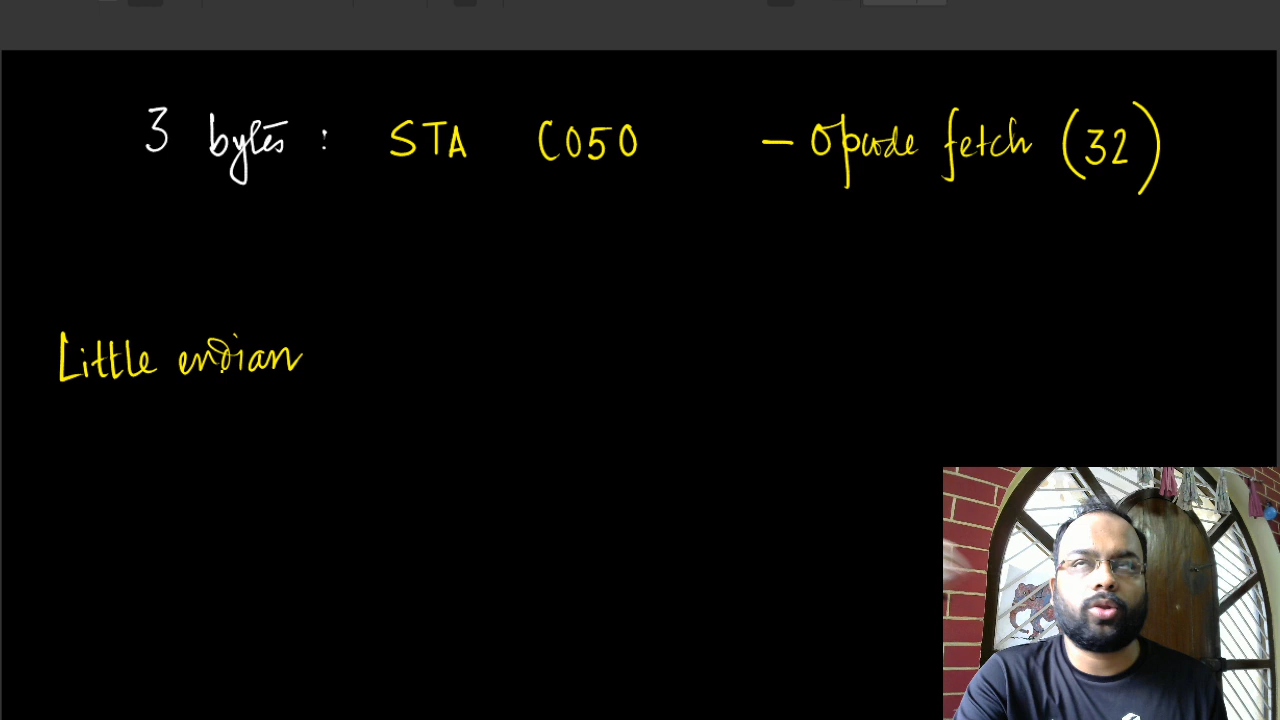 3 bytes : STA C050 - Opcode fetch (32)
Little endian